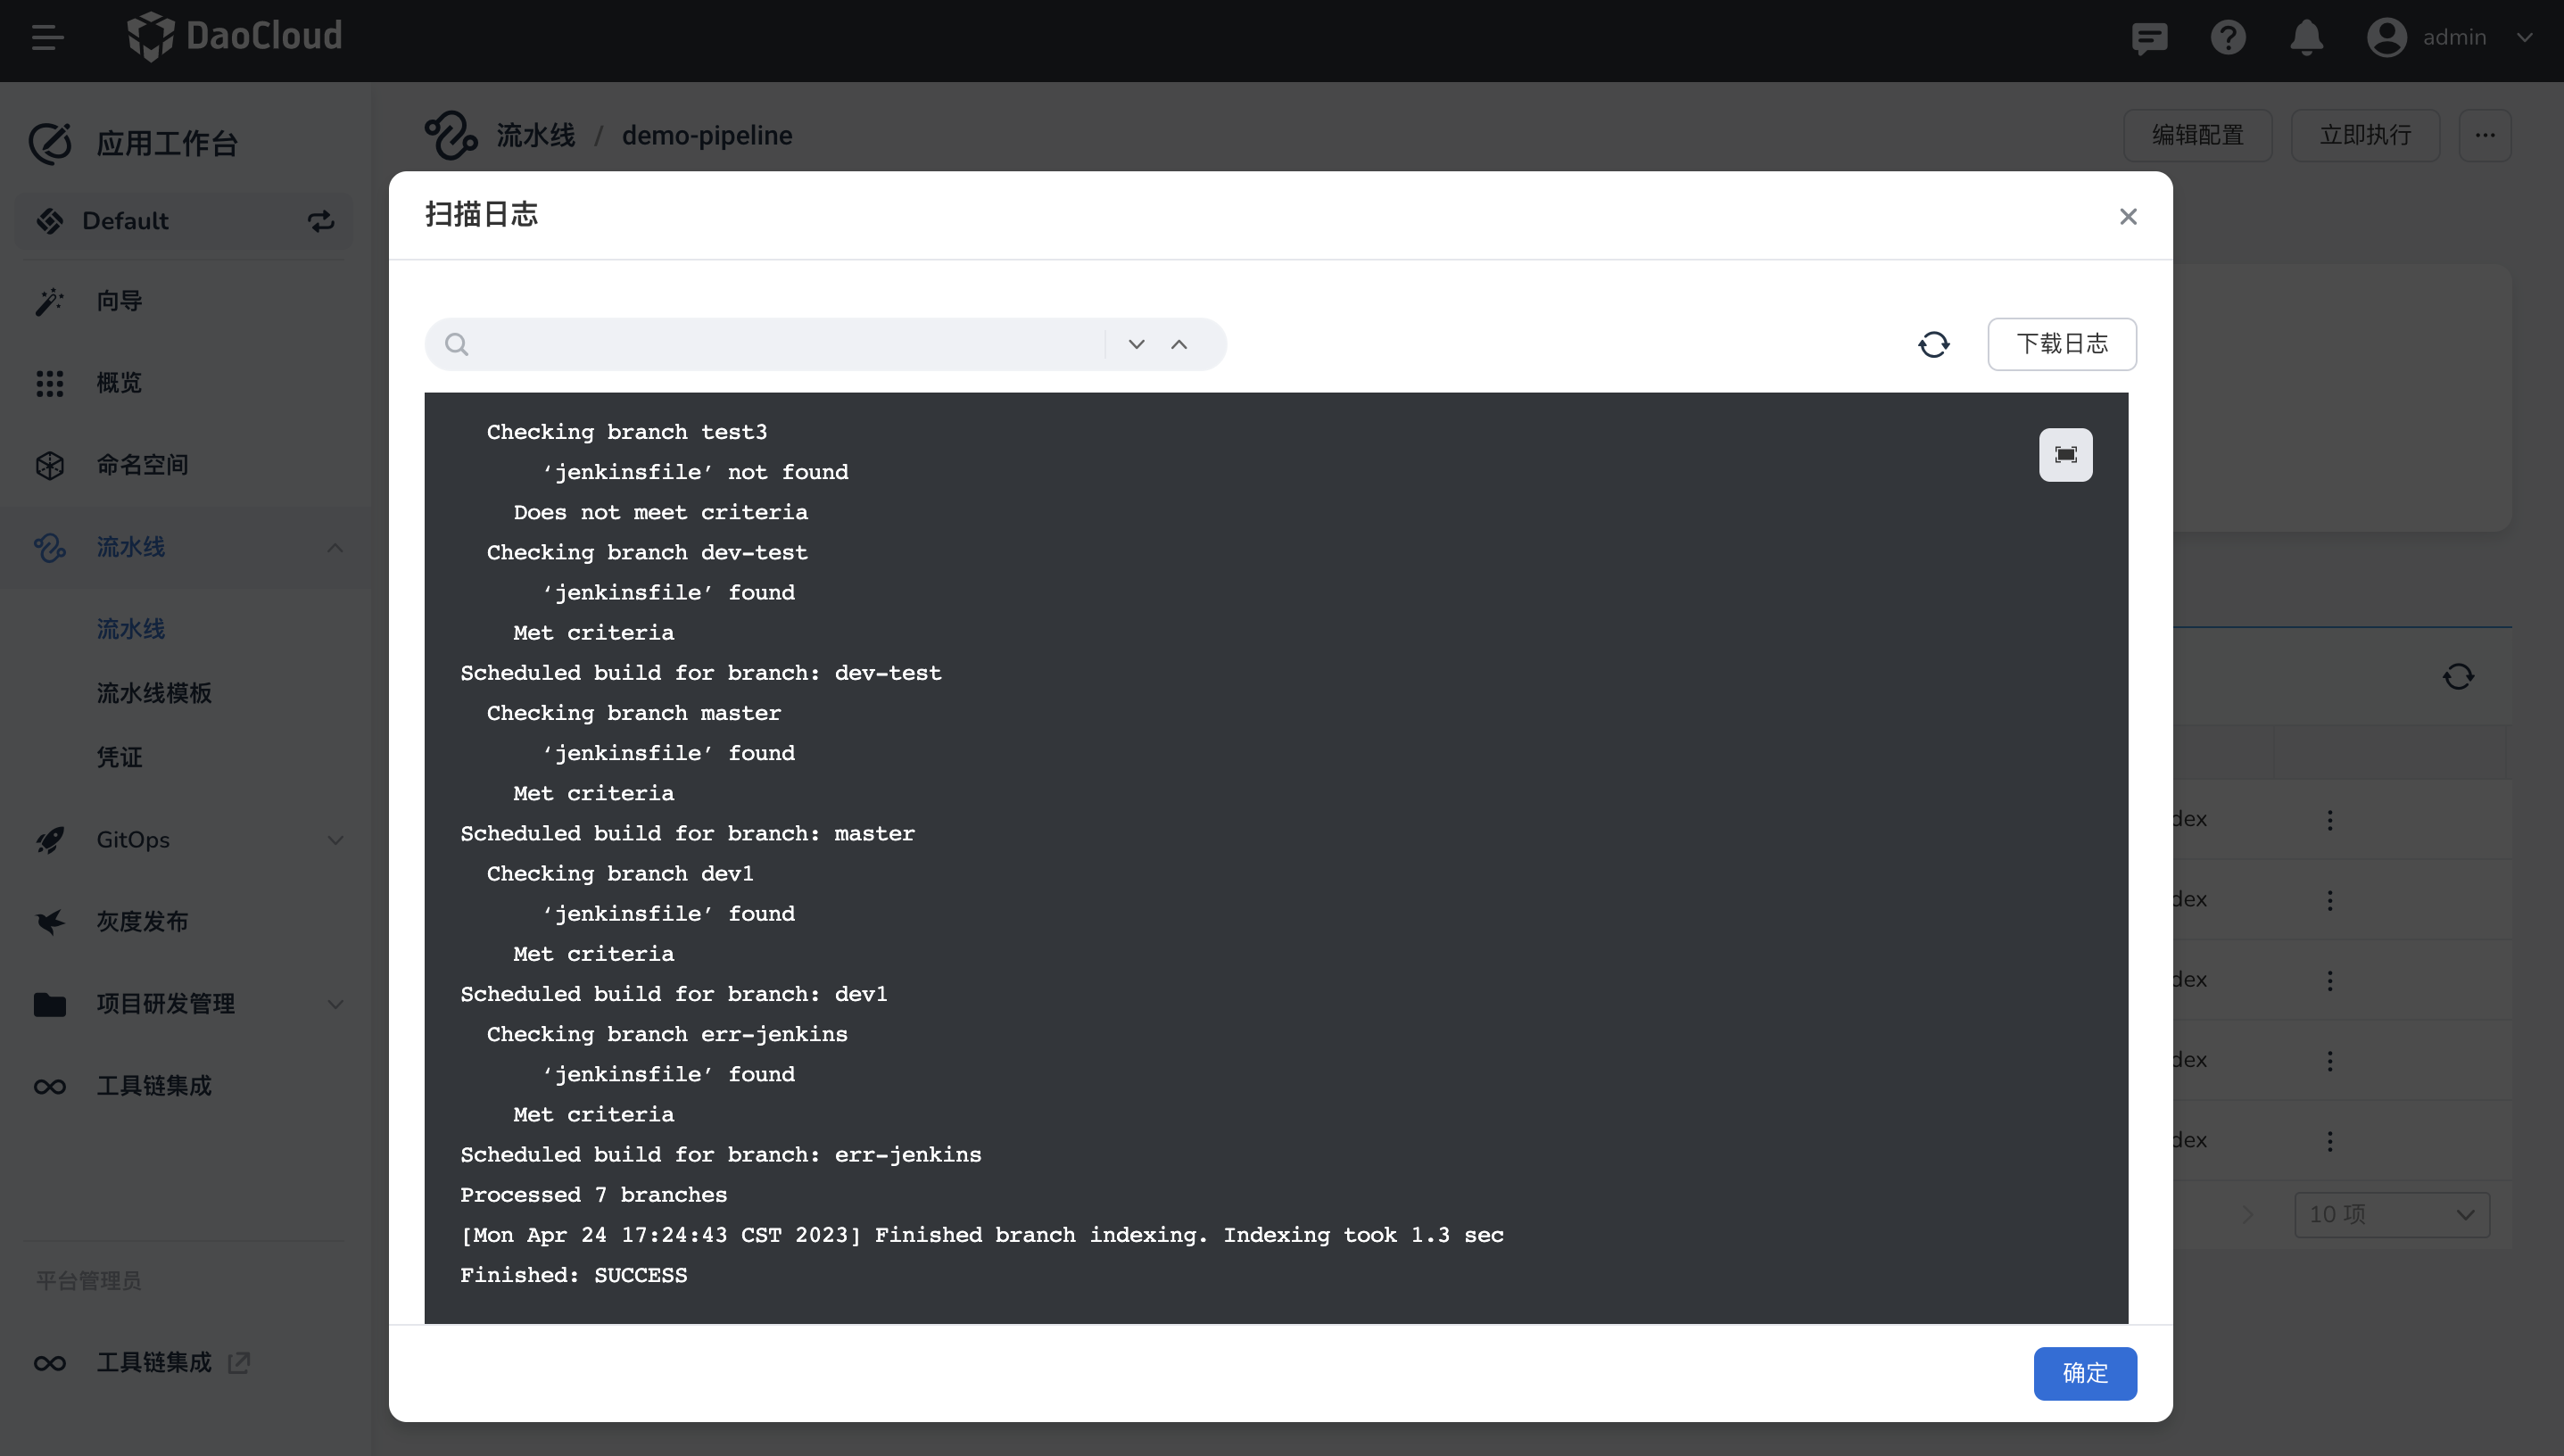 DaoCloud
admin
应用工作台
Default
向导
概览
命名空间
流水线
流水线
流水线模板
凭证
GitOps
灰度发布
项目研发管理
工具链集成
平台管理员
工具链集成
流水线 / demo-pipeline
编辑配置
立即执行
扫描日志
下载日志
Checking branch test3
‘jenkinsfile’ not found
Does not meet criteria
Checking branch dev-test
‘jenkinsfile’ found
Met criteria
Scheduled build for branch: dev-test
Checking branch master
‘jenkinsfile’ found
Met criteria
Scheduled build for branch: master
Checking branch dev1
‘jenkinsfile’ found
Met criteria
Scheduled build for branch: dev1
Checking branch err-jenkins
‘jenkinsfile’ found
Met criteria
Scheduled build for branch: err-jenkins
Processed 7 branches
[Mon Apr 24 17:24:43 CST 2023] Finished branch indexing. Indexing took 1.3 sec
Finished: SUCCESS
确定
10 项